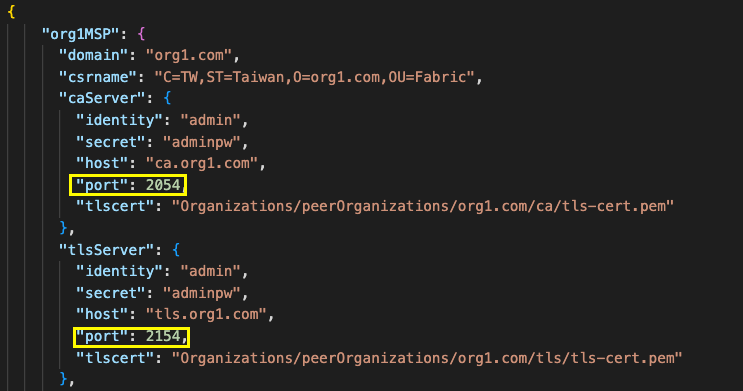 {
"org1MSP": {
"domain": "org1.com",
"csrname": "C=TW,ST=Taiwan,O=org1.com,OU=Fabric",
"caServer": {
"identity": "admin",
"secret": "adminpw",
"host": "ca.org1.com",
"port": 2054,
"tlscert": "Organizations/peerOrganizations/org1.com/ca/tls-cert.pem"
},
"tlsServer": {
"identity": "admin",
"secret": "adminpw",
"host": "tls.org1.com",
"port": 2154,
"tlscert": "Organizations/peerOrganizations/org1.com/tls/tls-cert.pem"
},